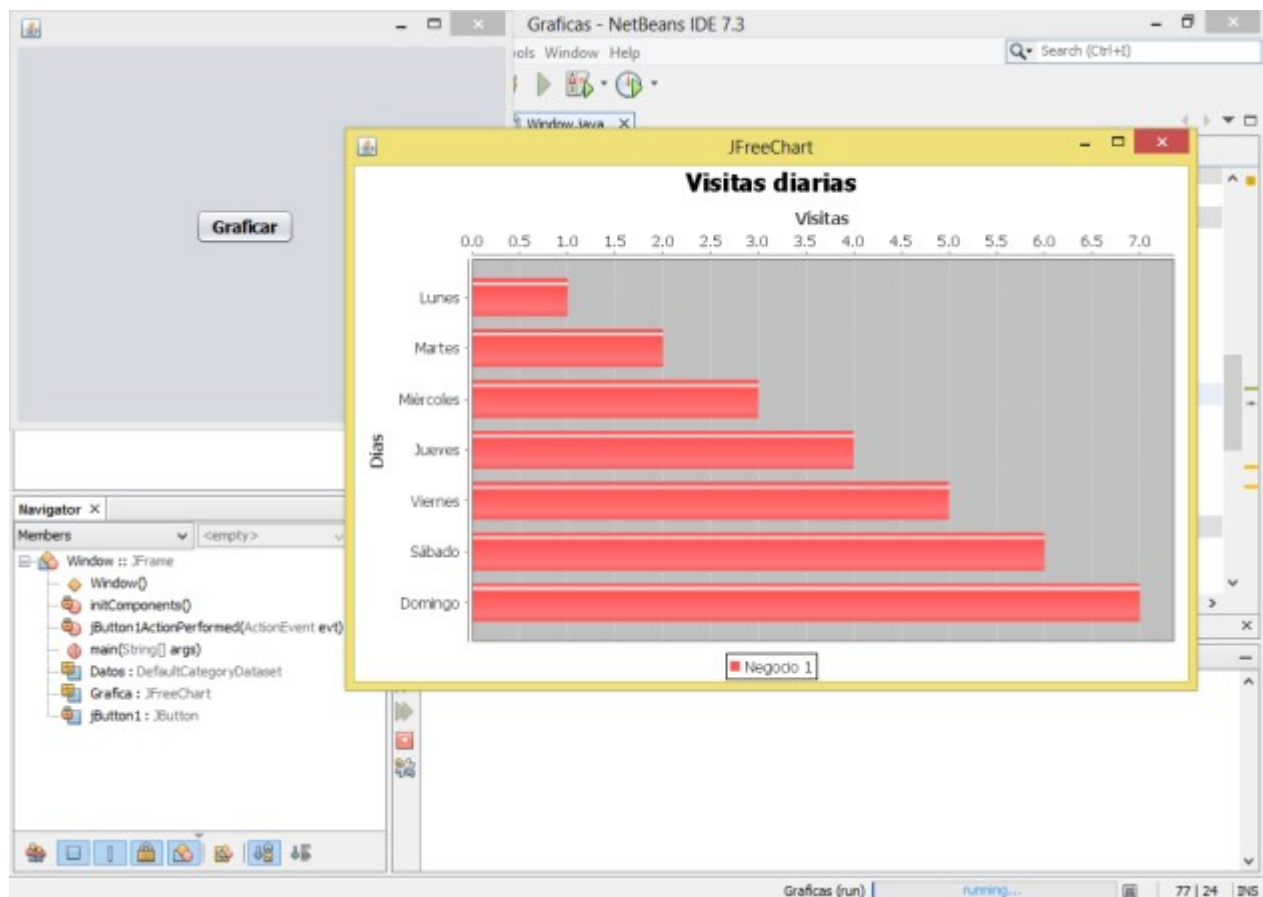 Graficas - NetBeans IDE 7.3
ools Window Help
Search (Ctrl+I)
Window.java
Graficar
JFreeChart
Visitas diarias
Visitas
0.0 0.5 1.0 1.5 2.0 2.5 3.0 3.5 4.0 4.5 5.0 5.5 6.0 6.5 7.0
Días
Lunes
Martes
Miércoles
Jueves
Viernes
Sábado
Domingo
Negocio 1
Navigator
Members
<empty>
Window :: JFrame
Window()
initComponents()
jButton1ActionPerformed(ActionEvent evt)
main(String[] args)
Datos : DefaultCategoryDataset
Grafica : JFreeChart
jButton1 : JButton
Graficas (run)
running...
77 | 24
INS